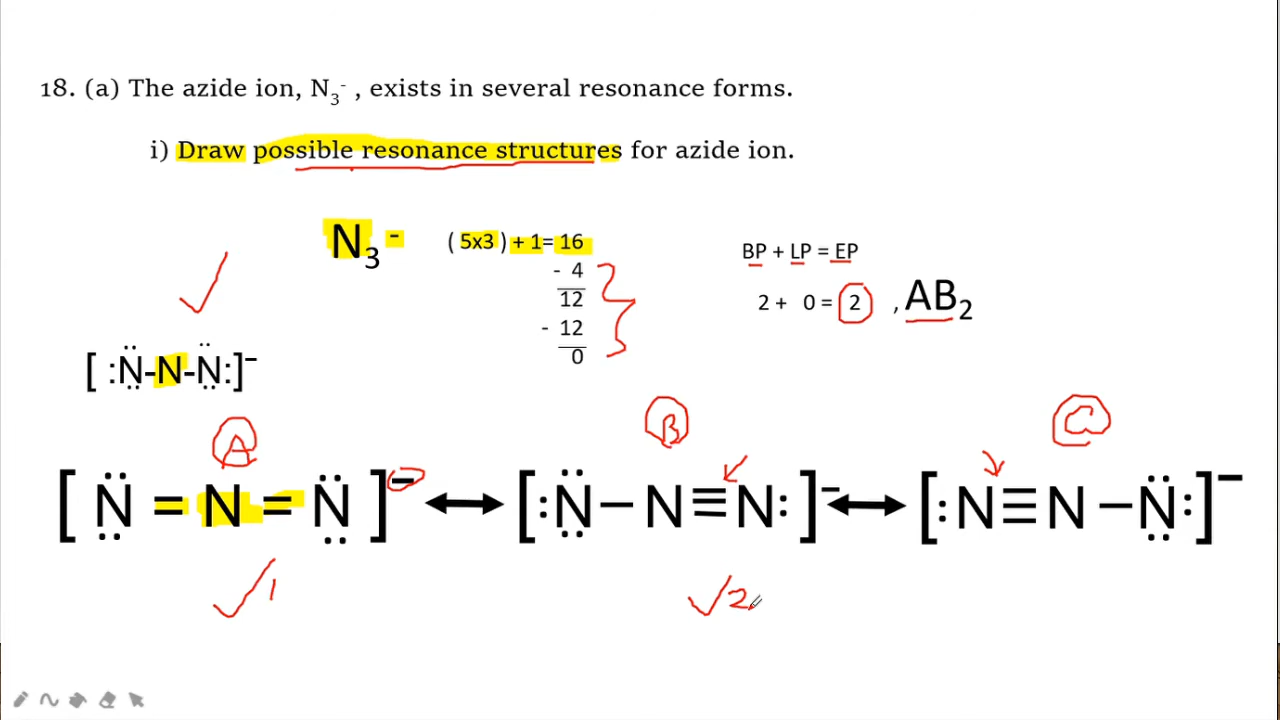 18. (a) The azide ion, N₃⁻ , exists in several resonance forms.
i) Draw possible resonance structures for azide ion.
N₃⁻ ( 5x3 ) + 1= 16
- 4
12
- 12
0
BP + LP = EP
2 + 0 = 2 , AB₂
[ :N̈-N-N̈:]⁻
A
B
C
[ N̈ = N = N̈ ]⁻ ↔ [:N̈ – N ≡ N: ]⁻ ↔ [:N ≡ N – N̈:]⁻
✓1
✓2